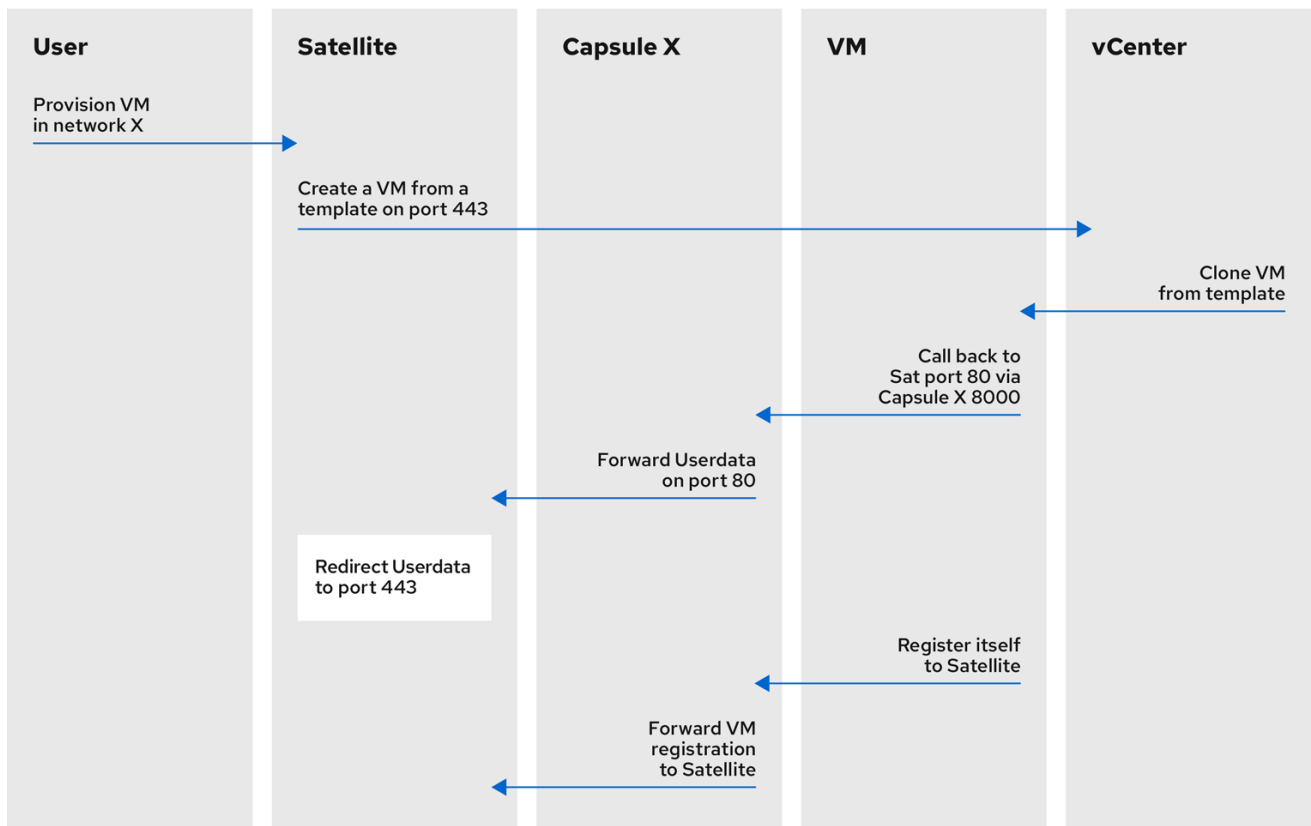 User
Satellite
Capsule X
VM
vCenter
Provision VM
in network X
Create a VM from a
template on port 443
Clone VM
from template
Call back to
Sat port 80 via
Capsule X 8000
Forward Userdata
on port 80
Redirect Userdata
to port 443
Register itself
to Satellite
Forward VM
registration
to Satellite